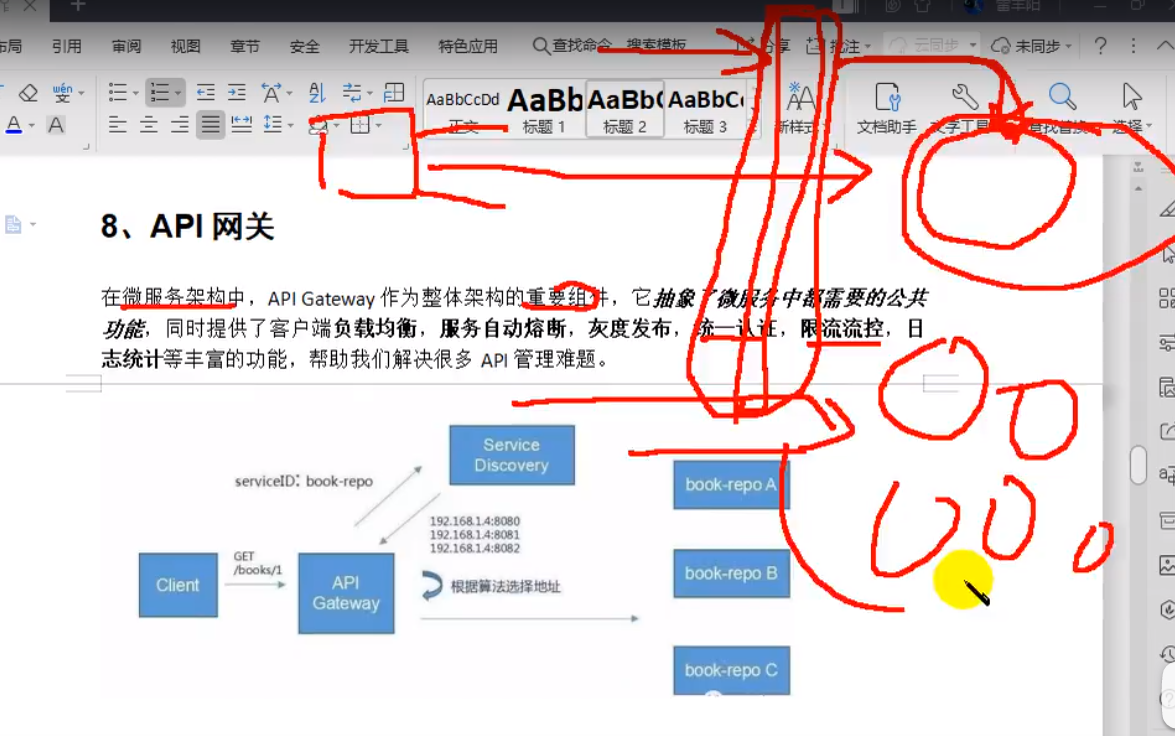 雷丰阳
布局 引用 审阅 视图 章节 安全 开发工具 特色应用 查找命令 搜索模板 分享 批注 云同步 未同步 ?
wén
A A
AaBbCcDd AaBb AaBb( AaBbC
正文 标题 1 标题 2 标题 3 新样式 文档助手 文字工具 查找替换 选择
8、API 网关
在微服务架构中，API Gateway 作为整体架构的重要组件，它抽象了微服务中都需要的公共
功能，同时提供了客户端负载均衡，服务自动熔断，灰度发布，统一认证，限流流控，日
志统计等丰富的功能，帮助我们解决很多 API 管理难题。
Service
Discovery
serviceID: book-repo
192.168.1.4:8080
192.168.1.4:8081
192.168.1.4:8082
Client
GET
/books/1
API
Gateway
根据算法选择地址
book-repo A
book-repo B
book-repo C